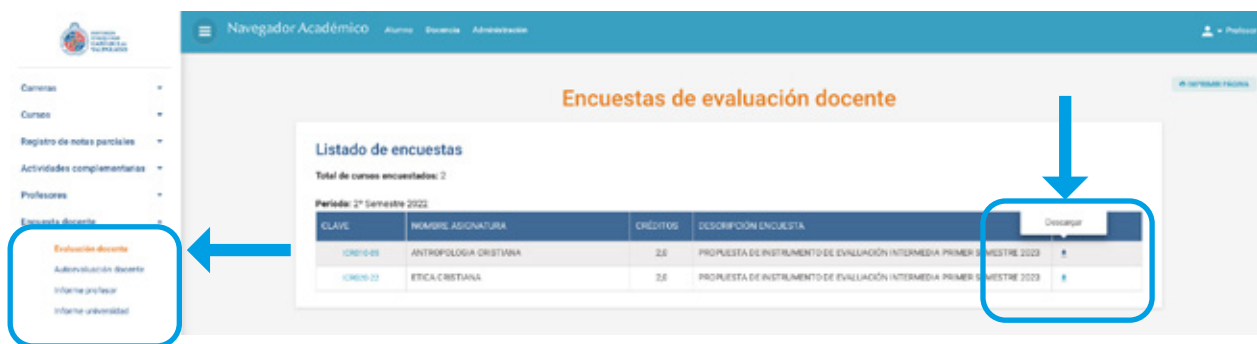 Navegador Académico Alumno Docencia Administración Profesor
IMPRIMIR PÁGINA
Carreras
Cursos
Registro de notas parciales
Actividades complementarias
Profesores
Encuesta docente
Evaluación docente
Autoevaluación docente
Informe profesor
Informe universidad
Encuestas de evaluación docente
Listado de encuestas
Total de cursos encuestados: 2
Periodo: 2º Semestre 2022
CLAVE NOMBRE ASIGNATURA CRÉDITOS DESCRIPCIÓN ENCUESTA Descargar
ANTROPOLOGIA CRISTIANA 2,0 PROPUESTA DE INSTRUMENTO DE EVALUACIÓN INTERMEDIA PRIMER SEMESTRE 2023
ETICA CRISTIANA 2,0 PROPUESTA DE INSTRUMENTO DE EVALUACIÓN INTERMEDIA PRIMER SEMESTRE 2023